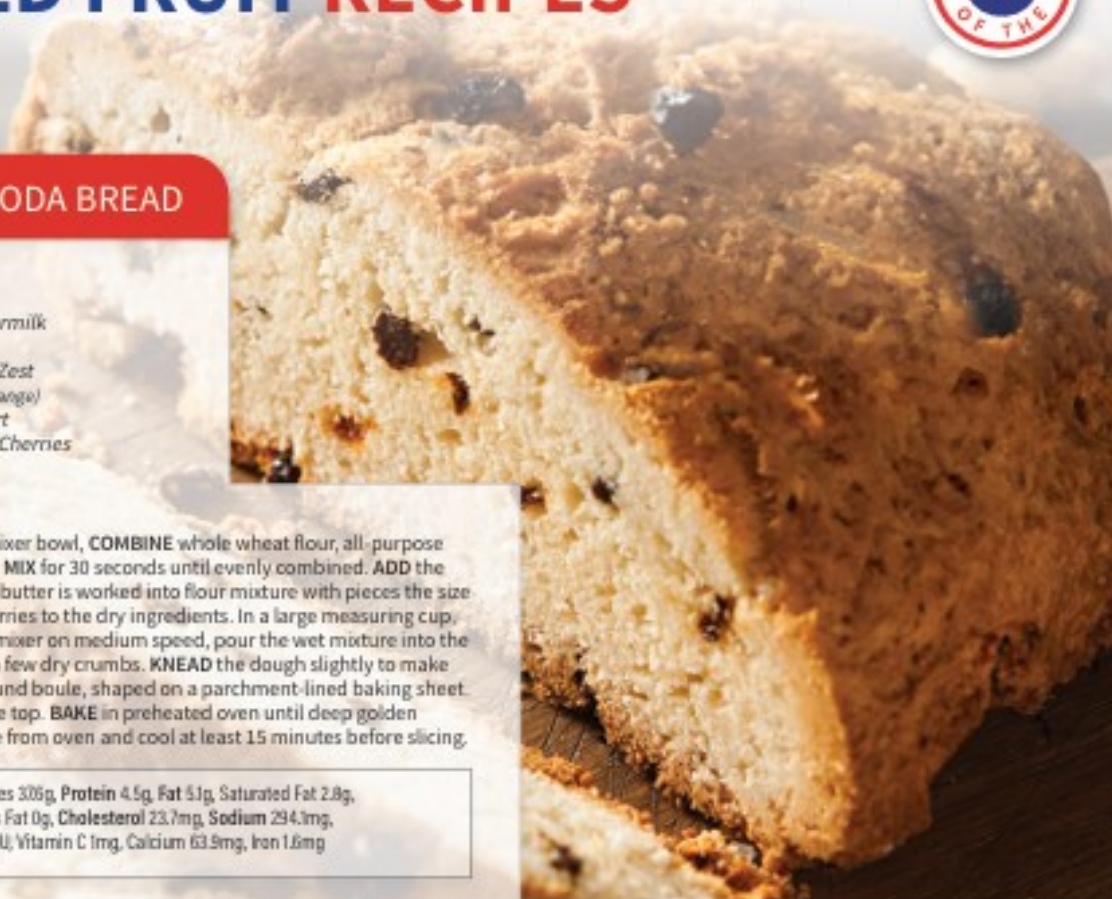 ED FRUIT RECIPES
OF THE
ODA BREAD
rmilk
Zest
ange)
rt
Cherries
ixer bowl, COMBINE whole wheat flour, all-purpose
MIX for 30 seconds until evenly combined. ADD the
butter is worked into flour mixture with pieces the size
rries to the dry ingredients. In a large measuring cup,
mixer on medium speed, pour the wet mixture into the
few dry crumbs. KNEAD the dough slightly to make
und boule, shaped on a parchment-lined baking sheet.
e top. BAKE in preheated oven until deep golden
e from oven and cool at least 15 minutes before slicing.
es 37.6g, Protein 4.5g, Fat 5.1g, Saturated Fat 2.8g,
s Fat 0g, Cholesterol 23.7mg, Sodium 294.1mg,
U, Vitamin C 1mg, Calcium 63.9mg, Iron 1.6mg